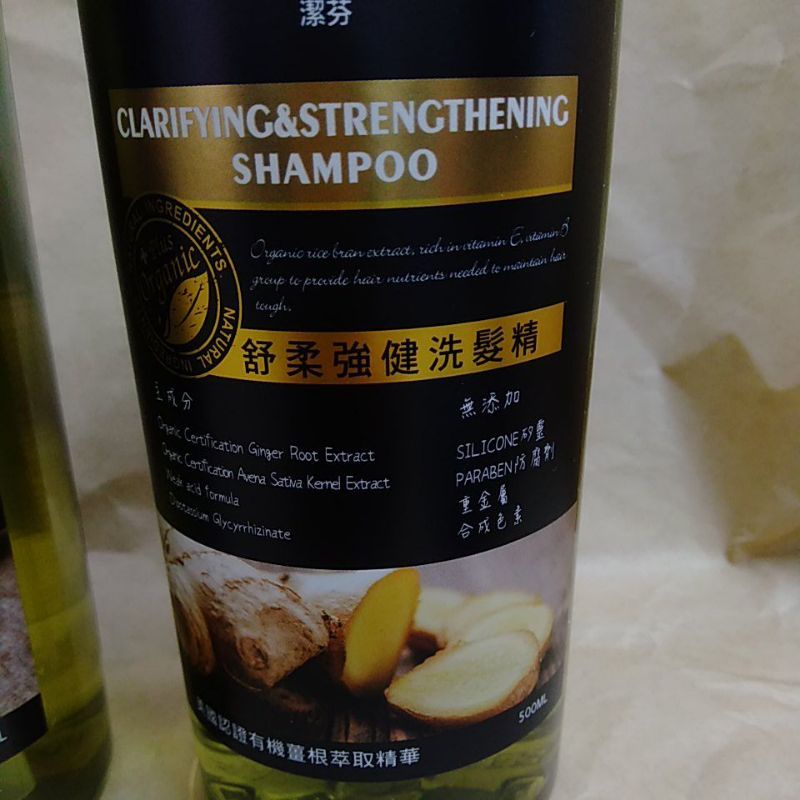 潔芬
CLARIFYING&STRENGTHENING
SHAMPOO
NATURAL INGREDIENTS
Plus
Organic
Organic rice bran extract, rich in vitamin E, vitamin B
group to provide hair nutrients needed to maintain hair
tough.
舒柔強健洗髮精
主成分
Organic Certification Ginger Root Extract
Organic Certification Avena Sativa Kernel Extract
Weak acid formula
Dipotassium Glycyrrhizinate
無添加
SILICONE矽靈
PARABEN防腐劑
重金屬
合成色素
美國認證有機薑根萃取精華
500ML